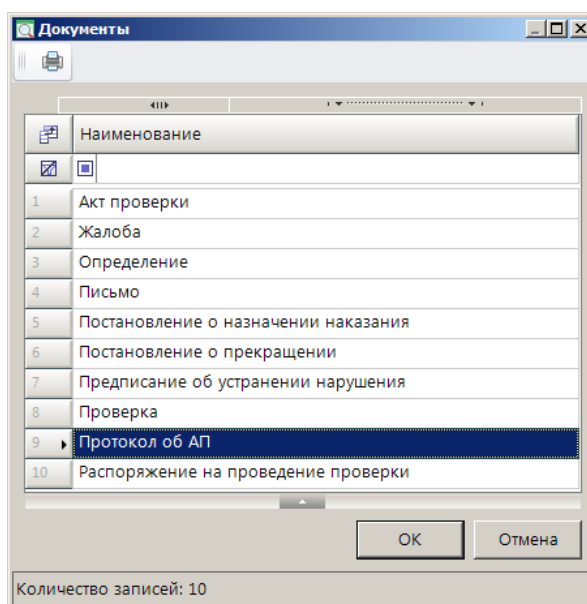 Документы
Наименование
1 Акт проверки
2 Жалоба
3 Определение
4 Письмо
5 Постановление о назначении наказания
6 Постановление о прекращении
7 Предписание об устранении нарушения
8 Проверка
9 Протокол об АП
10 Распоряжение на проведение проверки
ОК Отмена
Количество записей: 10